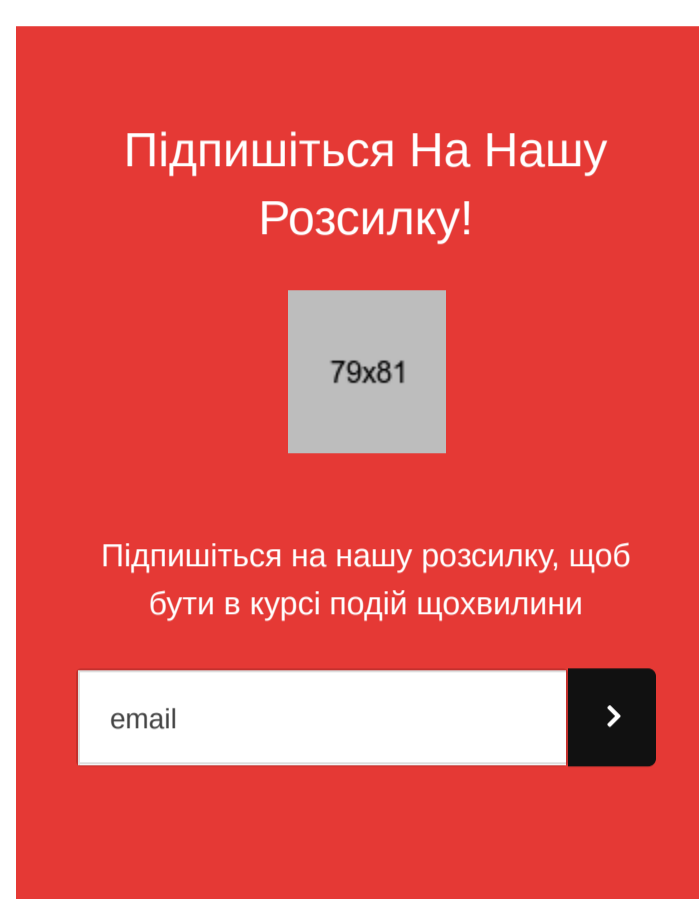 Підпишіться На Нашу
Розсилку!
79x81
Підпишіться на нашу розсилку, щоб
бути в курсі подій щохвилини
email